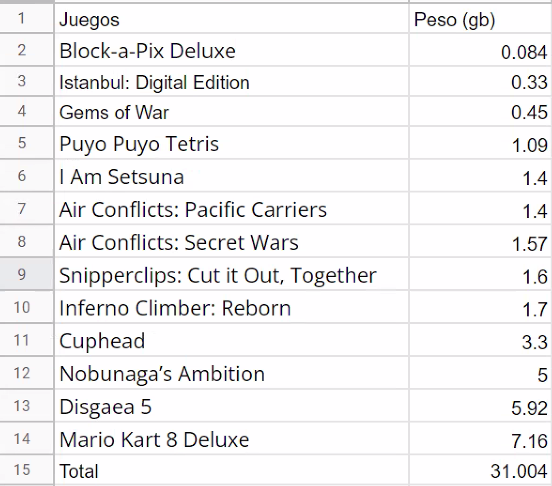 1 Juegos Peso (gb)
2 Block-a-Pix Deluxe 0.084
3 Istanbul: Digital Edition 0.33
4 Gems of War 0.45
5 Puyo Puyo Tetris 1.09
6 I Am Setsuna 1.4
7 Air Conflicts: Pacific Carriers 1.4
8 Air Conflicts: Secret Wars 1.57
9 Snipperclips: Cut it Out, Together 1.6
10 Inferno Climber: Reborn 1.7
11 Cuphead 3.3
12 Nobunaga’s Ambition 5
13 Disgaea 5 5.92
14 Mario Kart 8 Deluxe 7.16
15 Total 31.004